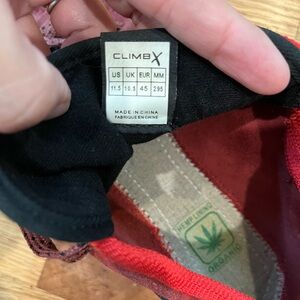 CLIMBX
US UK EUR MM
11.5 10.5 45 295
MADE IN CHINA
FABRIQUE EN CHINE
HEMP LINING
ORGANIC